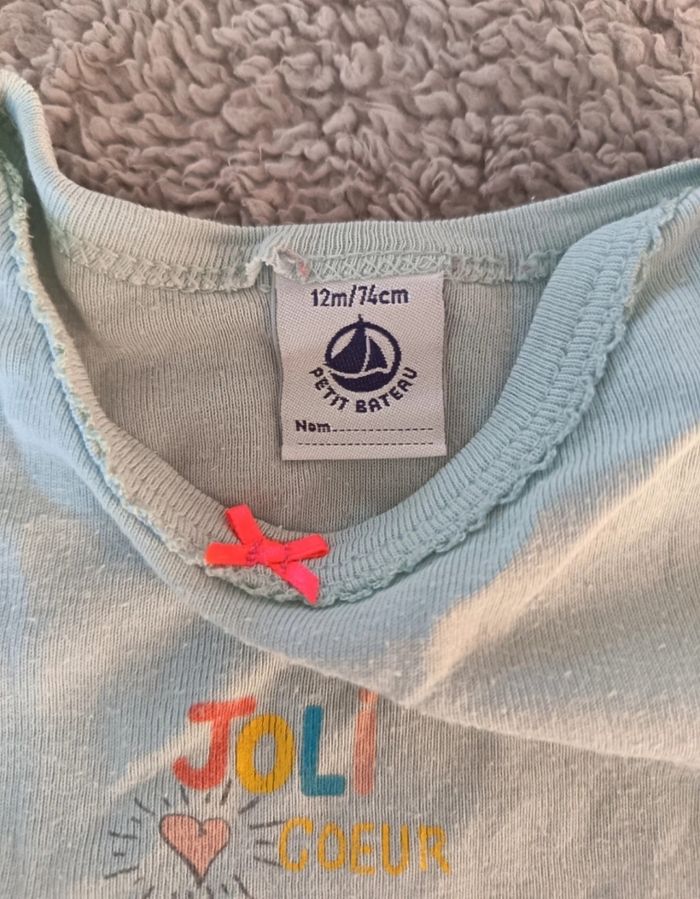 12m/74cm
PETIT BATEAU
Nom
JOLI
COEUR